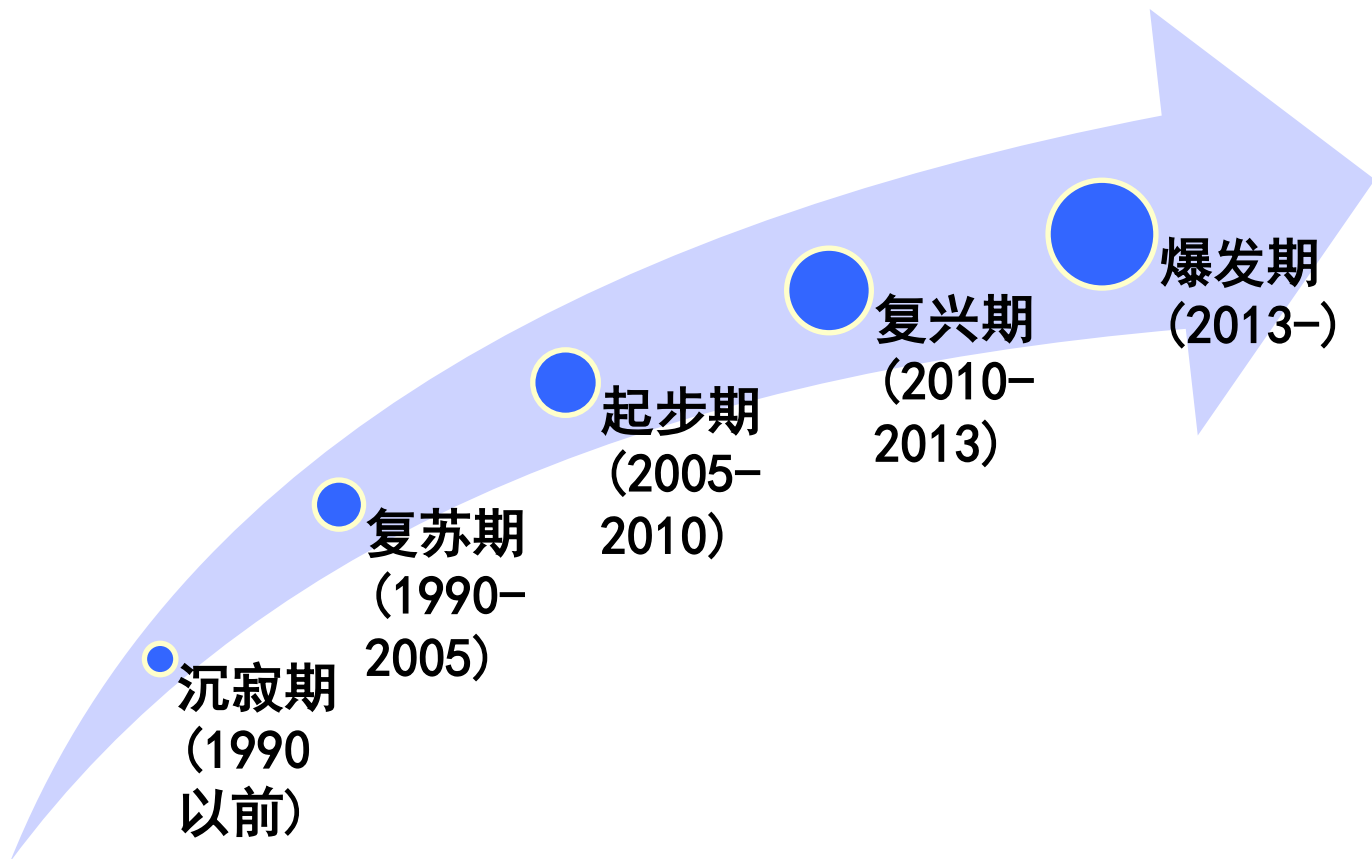 沉寂期
(1990
以前)
复苏期
(1990-
2005)
起步期
(2005-
2010)
复兴期
(2010-
2013)
爆发期
(2013-)